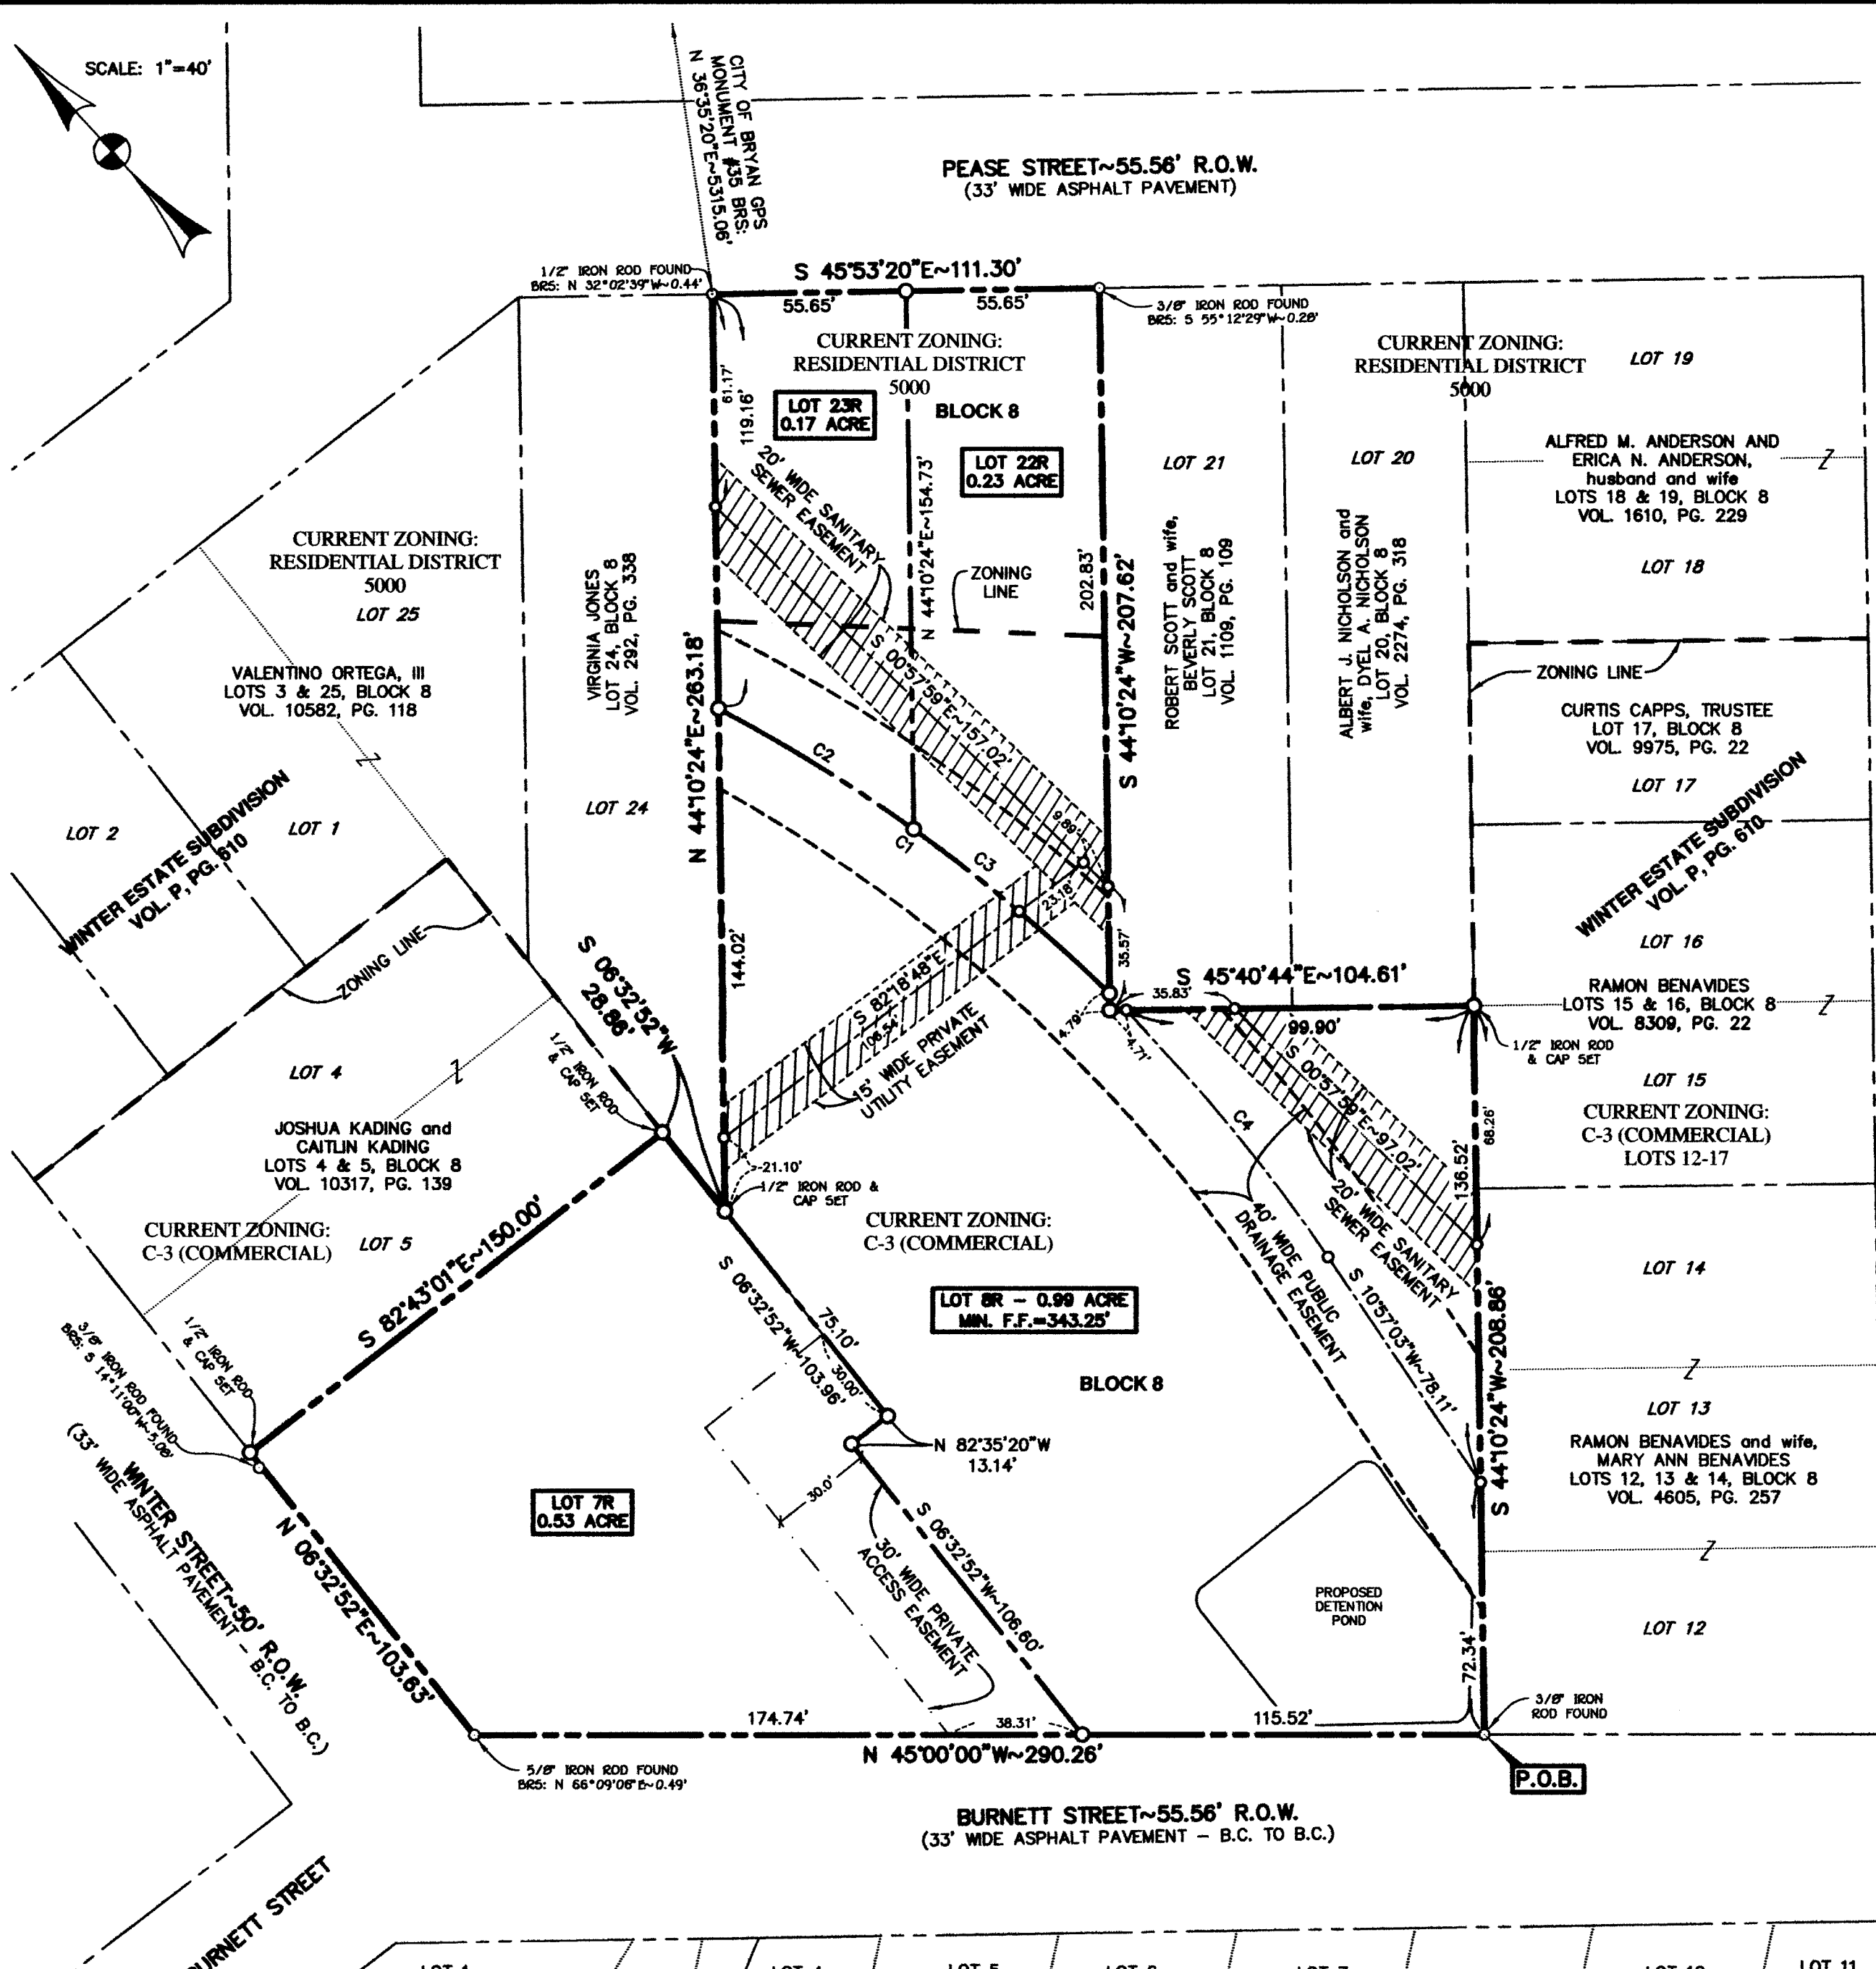 SCALE: 1"=40'
CITY OF BRYAN GPS
MONUMENT #35 BRS:
N 36°35'20"E~5315.06'
PEASE STREET~55.56' R.O.W.
(33' WIDE ASPHALT PAVEMENT)
1/2" IRON ROD FOUND
BRS: N 32°02'39"W~0.44'
S 45°53'20"E~111.30'
55.65'
55.65'
3/8" IRON ROD FOUND
BRS: S 55°12'29"W~0.28'
CURRENT ZONING:
RESIDENTIAL DISTRICT
5000
CURRENT ZONING:
RESIDENTIAL DISTRICT
5000
LOT 19
61.17'
119.16'
LOT 23R
0.17 ACRE
BLOCK 8
LOT 22R
0.23 ACRE
LOT 21
LOT 20
ALFRED M. ANDERSON AND
ERICA N. ANDERSON,
husband and wife
LOTS 18 & 19, BLOCK 8
VOL. 1610, PG. 229
LOT 18
20' WIDE SANITARY
SEWER EASEMENT
N 44°10'24"E~154.73'
ZONING
LINE
202.83'
S 44°10'24"W~207.62'
ROBERT SCOTT and wife,
BEVERLY SCOTT
LOT 21, BLOCK 8
VOL. 1109, PG. 109
ALBERT J. NICHOLSON and
wife, DYEL A. NICHOLSON
LOT 20, BLOCK 8
VOL. 2274, PG. 318
CURRENT ZONING:
RESIDENTIAL DISTRICT
5000
LOT 25
VALENTINO ORTEGA, III
LOTS 3 & 25, BLOCK 8
VOL. 10582, PG. 118
VIRGINIA JONES
LOT 24, BLOCK 8
VOL. 292, PG. 338
LOT 24
N 44°10'24"E~263.18'
S 00°57'59"E~157.02'
ZONING LINE
CURTIS CAPPS, TRUSTEE
LOT 17, BLOCK 8
VOL. 9975, PG. 22
LOT 17
WINTER ESTATE SUBDIVISION
VOL. P, PG. 610
LOT 2
LOT 1
WINTER ESTATE SUBDIVISION
VOL. P, PG. 610
C2
C1
C3
9.89'
23.18'
35.57'
LOT 16
ZONING LINE
S 06°32'52"W
28.86'
144.02'
S 82°18'48"E
106.54'
15' WIDE PRIVATE
UTILITY EASEMENT
S 45°40'44"E~104.61'
35.83'
99.90'
4.79'
4.71'
RAMON BENAVIDES
LOTS 15 & 16, BLOCK 8
VOL. 8309, PG. 22
1/2" IRON ROD
& CAP SET
LOT 15
CURRENT ZONING:
C-3 (COMMERCIAL)
LOTS 12-17
1/2" IRON ROD
& CAP SET
LOT 4
JOSHUA KADING and
CAITLIN KADING
LOTS 4 & 5, BLOCK 8
VOL. 10317, PG. 139
CURRENT ZONING:
C-3 (COMMERCIAL)
LOT 5
S 82°43'01"E~150.00'
21.10'
1/2" IRON ROD &
CAP SET
CURRENT ZONING:
C-3 (COMMERCIAL)
C4
S 00°57'59"E~97.02'
20' WIDE SANITARY
SEWER EASEMENT
40' WIDE PUBLIC
DRAINAGE EASEMENT
68.26'
136.52'
LOT 14
S 10°57'03"W~78.11'
S 44°10'24"W~208.86'
LOT 8R - 0.99 ACRE
MIN. F.F.=343.25'
BLOCK 8
S 06°32'52"W~103.96'
75.10'
30.00'
N 82°35'20"W
13.14'
30.0'
3/8" IRON ROD FOUND
BRS: S 14°11'00"W~5.08'
1/2" IRON ROD
& CAP SET
WINTER STREET~50' R.O.W.
(33' WIDE ASPHALT PAVEMENT - B.C. TO B.C.)
N 06°32'52"E~103.63'
LOT 7R
0.53 ACRE
30' WIDE PRIVATE
ACCESS EASEMENT
S 06°32'52"W~106.60'
LOT 13
RAMON BENAVIDES and wife,
MARY ANN BENAVIDES
LOTS 12, 13 & 14, BLOCK 8
VOL. 4605, PG. 257
PROPOSED
DETENTION
POND
LOT 12
72.34'
3/8" IRON
ROD FOUND
174.74'
38.31'
115.52'
N 45°00'00"W~290.26'
5/8" IRON ROD FOUND
BRS: N 66°09'06"E~0.49'
P.O.B.
BURNETT STREET~55.56' R.O.W.
(33' WIDE ASPHALT PAVEMENT - B.C. TO B.C.)
BURNETT STREET